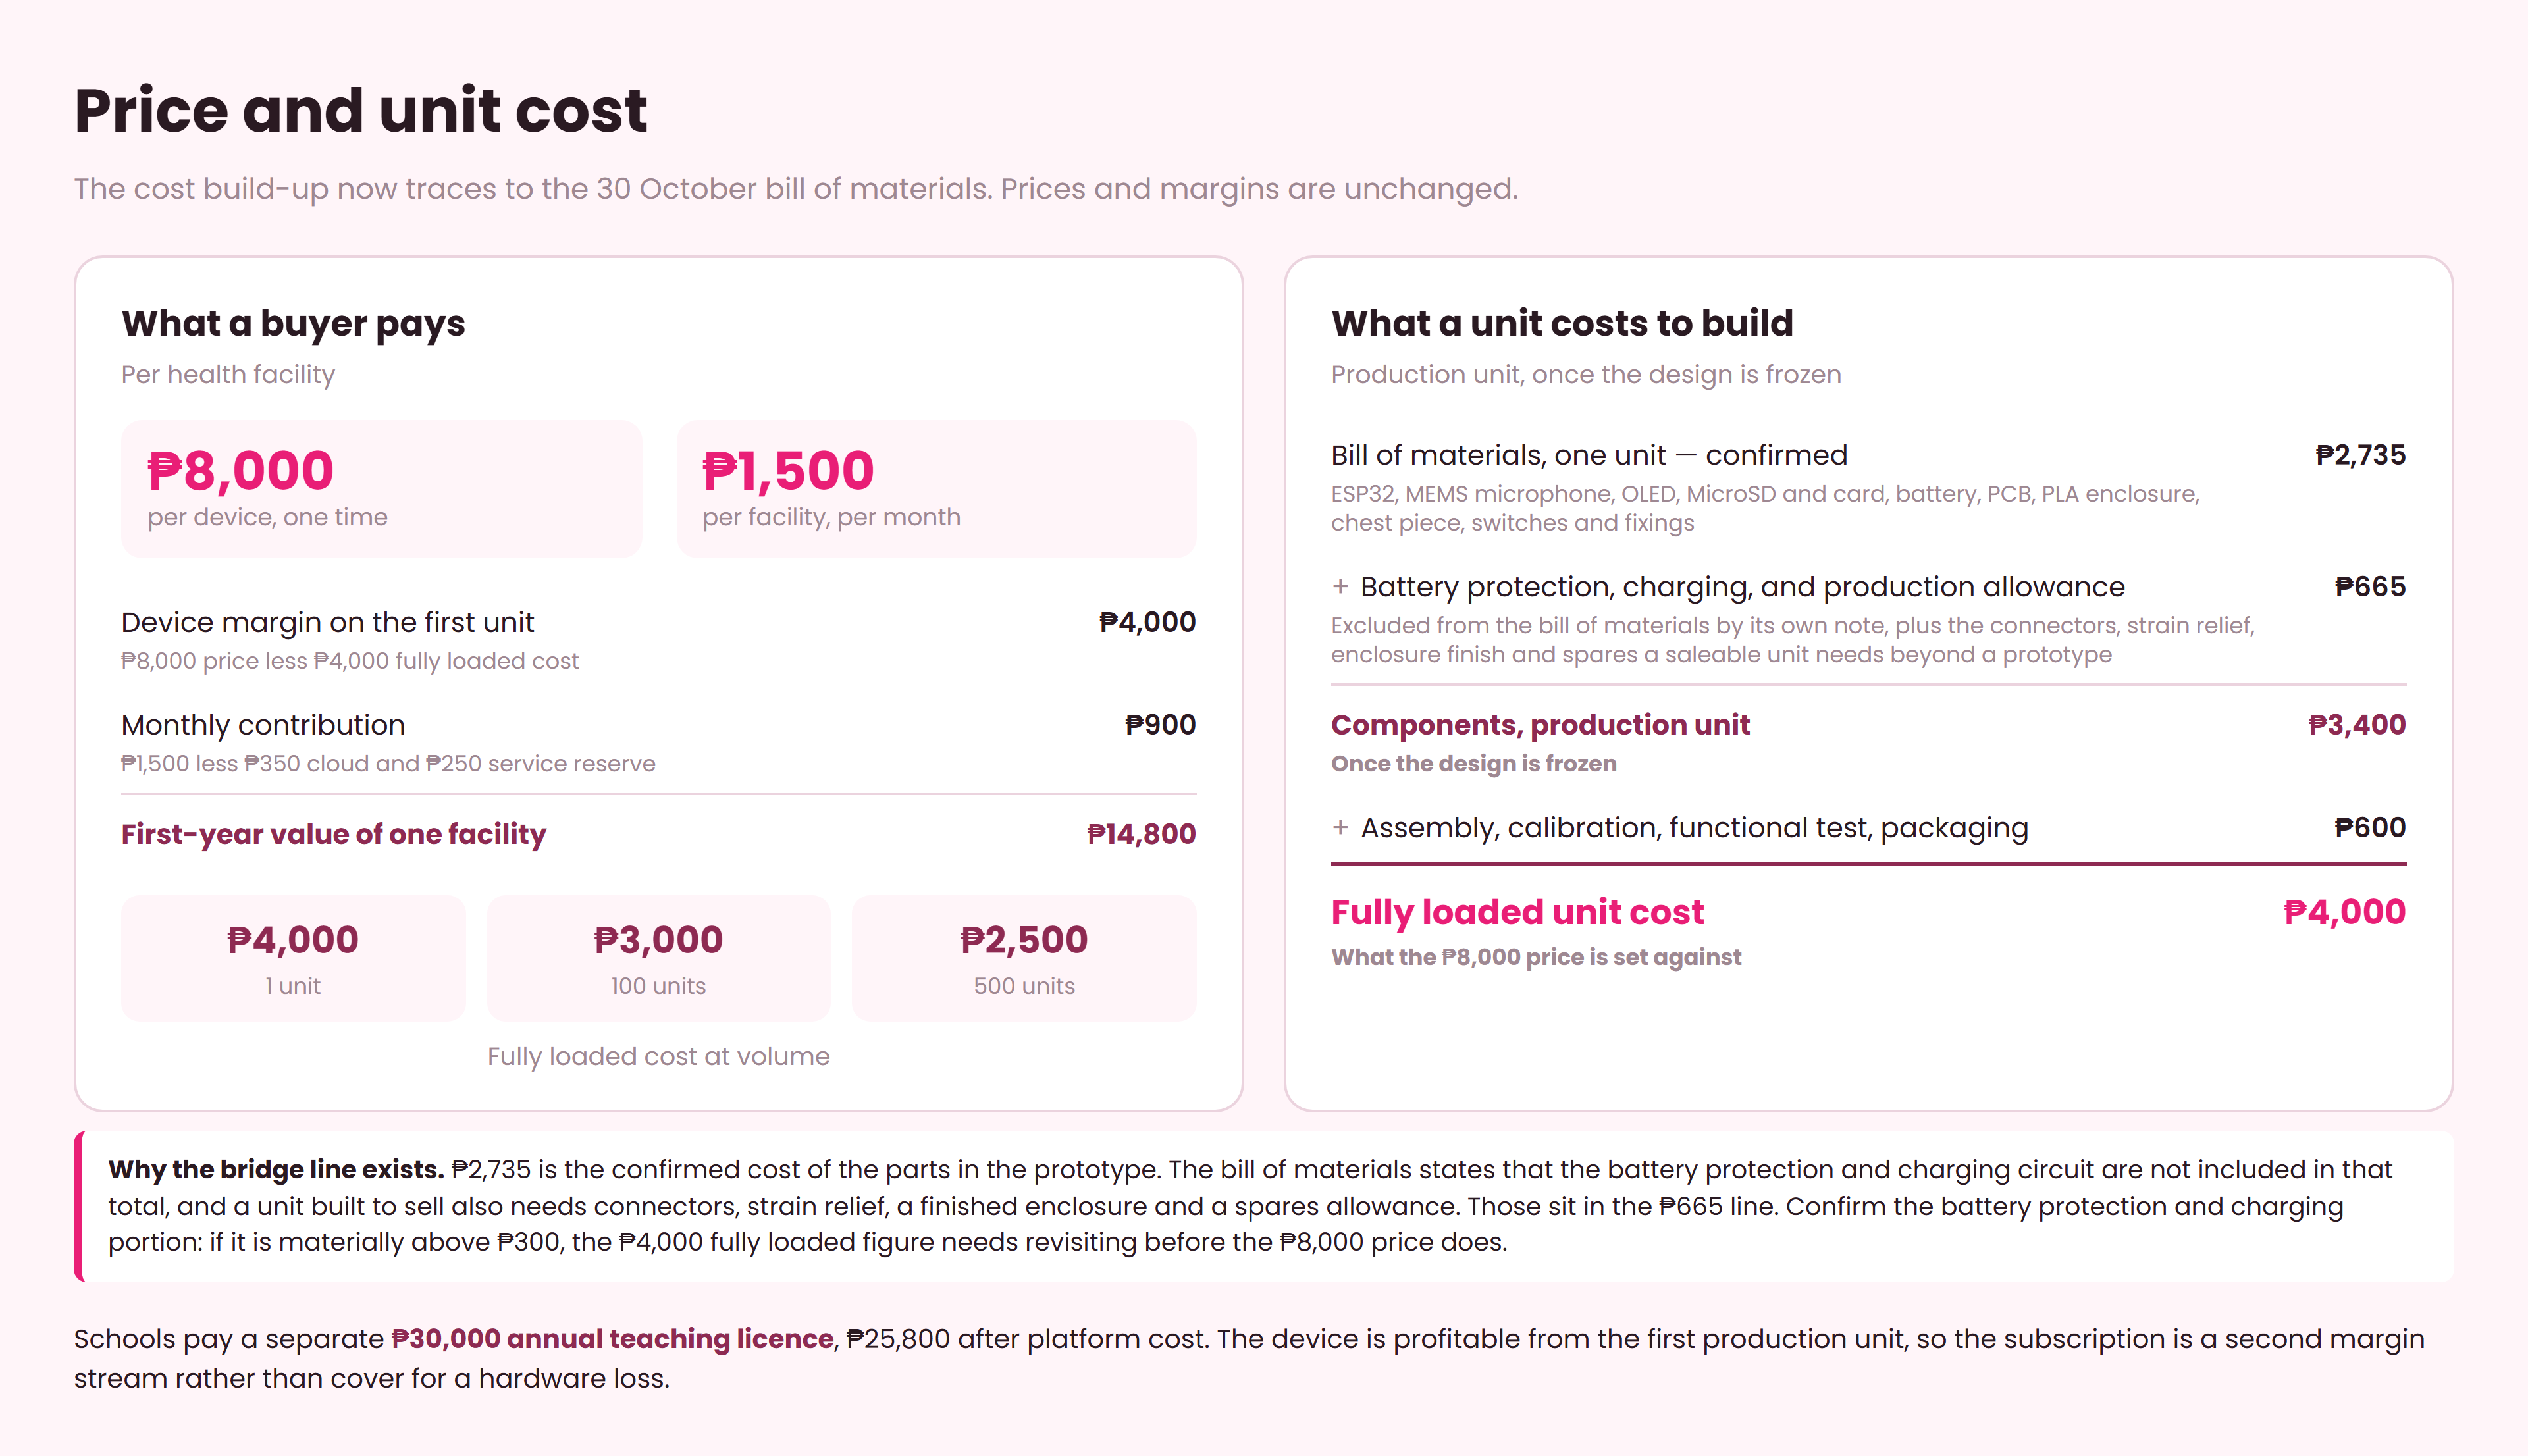 Price and unit cost
The cost build-up now traces to the 30 October bill of materials. Prices and margins are unchanged.
What a buyer pays
Per health facility
₱8,000
per device, one time
₱1,500
per facility, per month
Device margin on the first unit
₱4,000
₱8,000 price less ₱4,000 fully loaded cost
Monthly contribution
₱900
₱1,500 less ₱350 cloud and ₱250 service reserve
First-year value of one facility
₱14,800
₱4,000
1 unit
₱3,000
100 units
₱2,500
500 units
Fully loaded cost at volume
What a unit costs to build
Production unit, once the design is frozen
Bill of materials, one unit — confirmed
₱2,735
ESP32, MEMS microphone, OLED, MicroSD and card, battery, PCB, PLA enclosure,
chest piece, switches and fixings
+ Battery protection, charging, and production allowance
₱665
Excluded from the bill of materials by its own note, plus the connectors, strain relief,
enclosure finish and spares a saleable unit needs beyond a prototype
Components, production unit
₱3,400
Once the design is frozen
+ Assembly, calibration, functional test, packaging
₱600
Fully loaded unit cost
₱4,000
What the ₱8,000 price is set against
Why the bridge line exists. ₱2,735 is the confirmed cost of the parts in the prototype. The bill of materials states that the battery protection and charging circuit are not included in that
total, and a unit built to sell also needs connectors, strain relief, a finished enclosure and a spares allowance. Those sit in the ₱665 line. Confirm the battery protection and charging
portion: if it is materially above ₱300, the ₱4,000 fully loaded figure needs revisiting before the ₱8,000 price does.
Schools pay a separate ₱30,000 annual teaching licence, ₱25,800 after platform cost. The device is profitable from the first production unit, so the subscription is a second margin
stream rather than cover for a hardware loss.